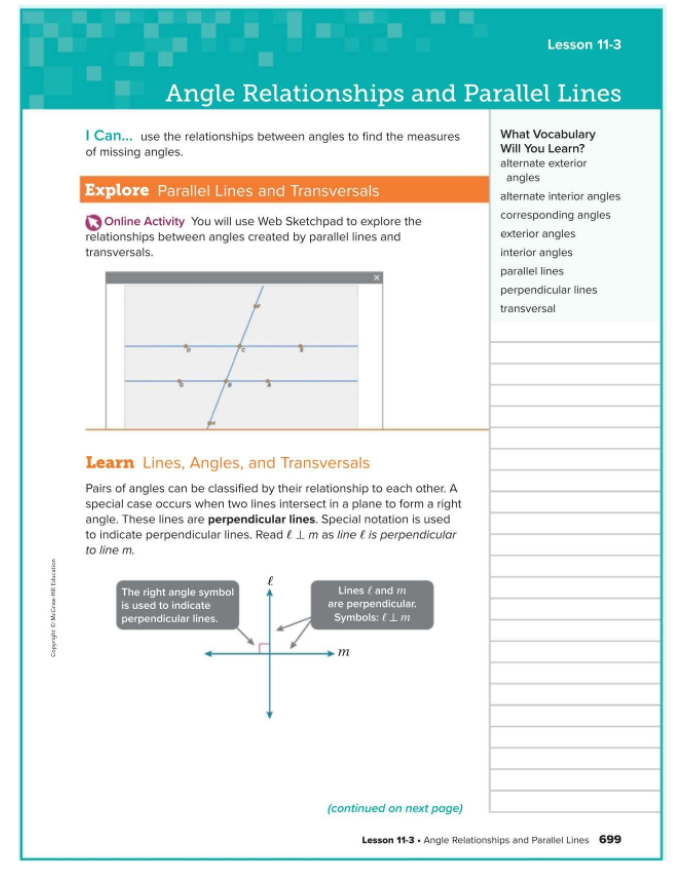 Lesson 11-3
Angle Relationships and Parallel Lines
I Can... use the relationships between angles to find the measures
of missing angles.
Explore Parallel Lines and Transversals
Online Activity You will use Web Sketchpad to explore the
relationships between angles created by parallel lines and
transversals.
×
C
B
A
Learn Lines, Angles, and Transversals
Pairs of angles can be classified by their relationship to each other. A
special case occurs when two lines intersect in a plane to form a right
angle. These lines are perpendicular lines. Special notation is used
to indicate perpendicular lines. Read ℓ ⊥ m as line ℓ is perpendicular
to line m.
The right angle symbol
is used to indicate
perpendicular lines.
ℓ
Lines ℓ and m
are perpendicular.
Symbols: ℓ ⊥ m
m
(continued on next page)
What Vocabulary
Will You Learn?
alternate exterior
angles
alternate interior angles
corresponding angles
exterior angles
interior angles
parallel lines
perpendicular lines
transversal
Copyright © McGraw-Hill Education
Lesson 11-3 • Angle Relationships and Parallel Lines 699